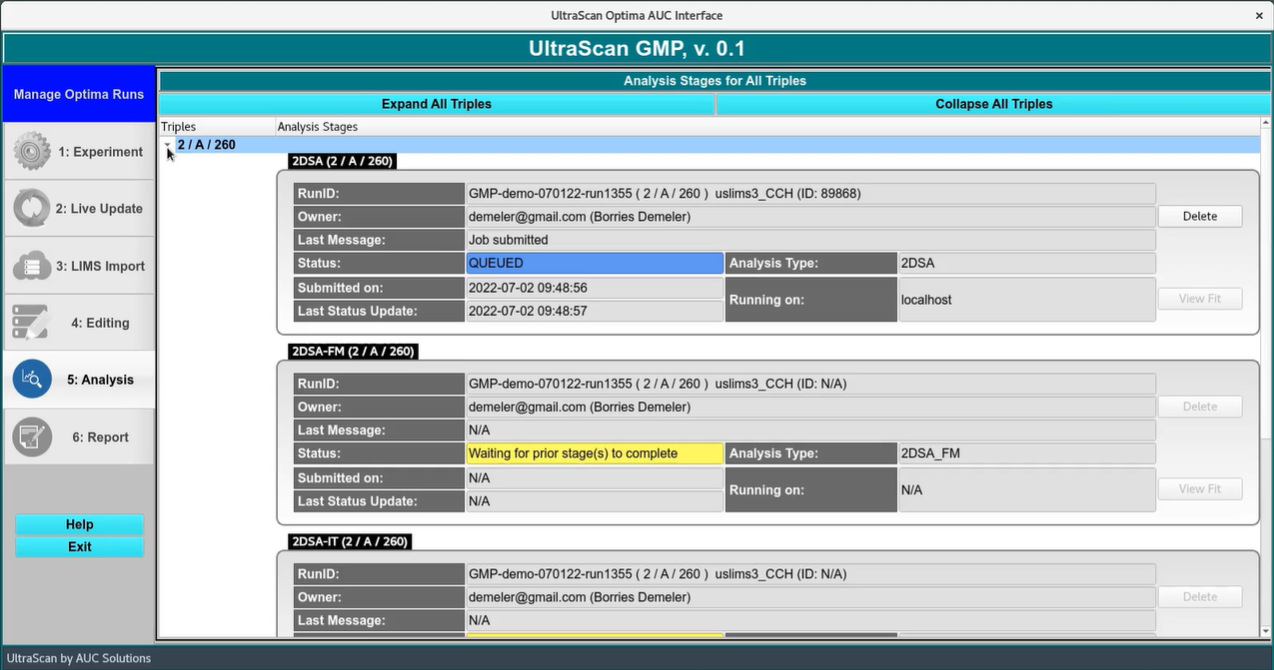 UltraScan Optima AUC Interface ×
UltraScan GMP, v. 0.1
Manage Optima Runs
1: Experiment
2: Live Update
3: LIMS Import
4: Editing
5: Analysis
6: Report
Help
Exit
Analysis Stages for All Triples
Expand All Triples Collapse All Triples
Triples Analysis Stages
2 / A / 260
2DSA (2 / A / 260)
RunID: GMP-demo-070122-run1355 ( 2 / A / 260 ) uslims3_CCH (ID: 89868)
Owner: demeler@gmail.com (Borries Demeler) Delete
Last Message: Job submitted
Status: QUEUED Analysis Type: 2DSA
Submitted on: 2022-07-02 09:48:56 Running on: localhost View Fit
Last Status Update: 2022-07-02 09:48:57
2DSA-FM (2 / A / 260)
RunID: GMP-demo-070122-run1355 ( 2 / A / 260 ) uslims3_CCH (ID: N/A)
Owner: demeler@gmail.com (Borries Demeler) Delete
Last Message: N/A
Status: Waiting for prior stage(s) to complete Analysis Type: 2DSA_FM
Submitted on: N/A Running on: N/A View Fit
Last Status Update: N/A
2DSA-IT (2 / A / 260)
RunID: GMP-demo-070122-run1355 ( 2 / A / 260 ) uslims3_CCH (ID: N/A)
Owner: demeler@gmail.com (Borries Demeler) Delete
Last Message: N/A
UltraScan by AUC Solutions